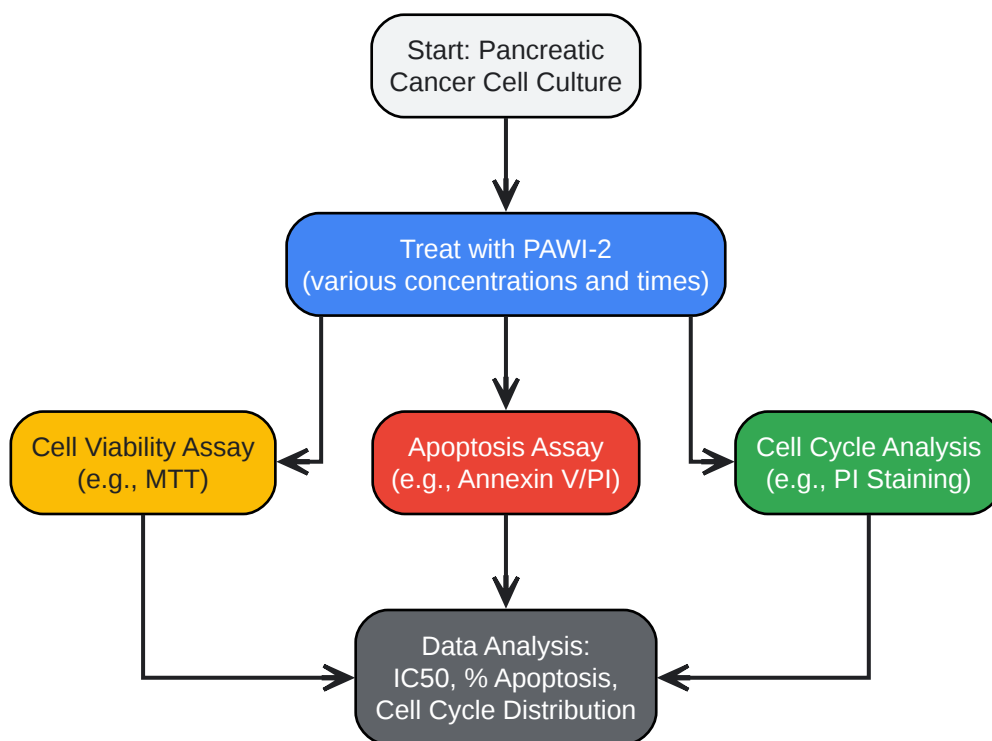 Start: Pancreatic
Cancer Cell Culture
Treat with PAWI-2
(various concentrations and times)
Cell Viability Assay
(e.g., MTT)
Apoptosis Assay
(e.g., Annexin V/PI)
Cell Cycle Analysis
(e.g., PI Staining)
Data Analysis:
IC50, % Apoptosis,
Cell Cycle Distribution